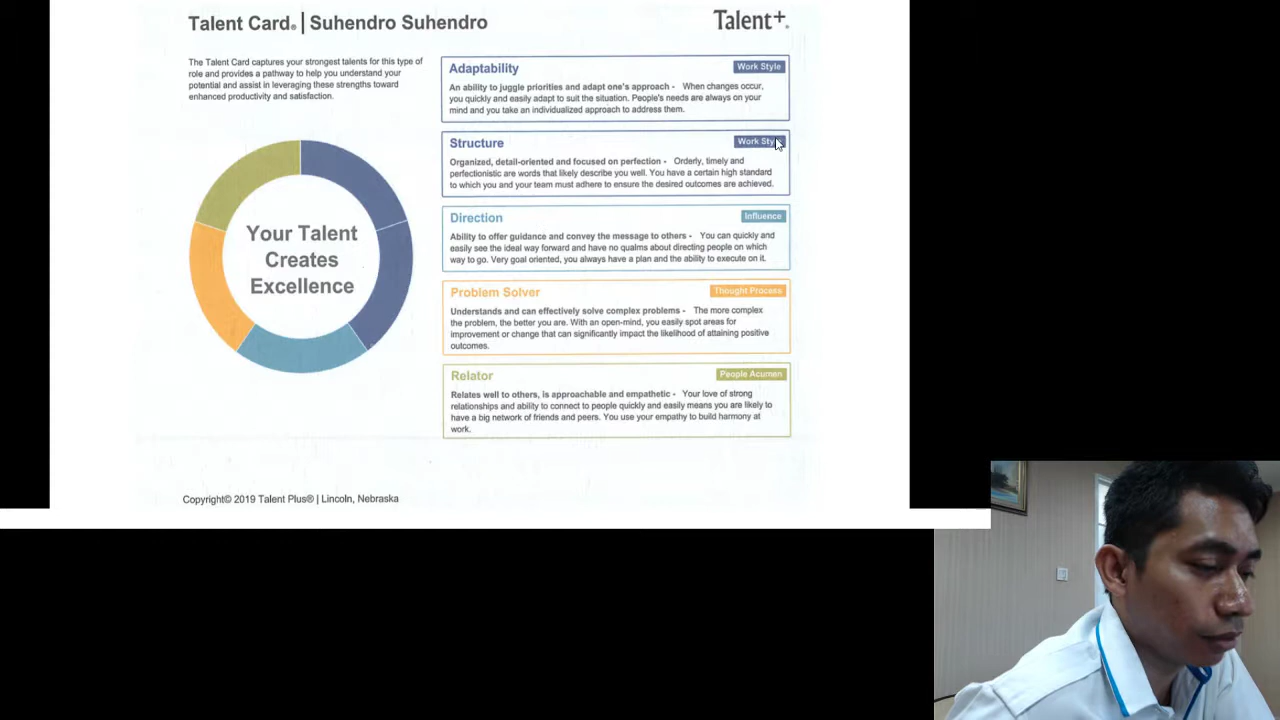 Talent Card® | Suhendro Suhendro
Talent+®
The Talent Card captures your strongest talents for this type of
role and provides a pathway to help you understand your
potential and assist in leveraging these strengths toward
enhanced productivity and satisfaction.
Your Talent
Creates
Excellence
Adaptability
Work Style
An ability to juggle priorities and adapt one's approach - When changes occur,
you quickly and easily adapt to suit the situation. People's needs are always on your
mind and you take an individualized approach to address them.
Structure
Work Style
Organized, detail-oriented and focused on perfection - Orderly, timely and
perfectionistic are words that likely describe you well. You have a certain high standard
to which you and your team must adhere to ensure the desired outcomes are achieved.
Direction
Influence
Ability to offer guidance and convey the message to others - You can quickly and
easily see the ideal way forward and have no qualms about directing people on which
way to go. Very goal oriented, you always have a plan and the ability to execute on it.
Problem Solver
Thought Process
Understands and can effectively solve complex problems - The more complex
the problem, the better you are. With an open-mind, you easily spot areas for
improvement or change that can significantly impact the likelihood of attaining positive
outcomes.
Relator
People Acumen
Relates well to others, is approachable and empathetic - Your love of strong
relationships and ability to connect to people quickly and easily means you are likely to
have a big network of friends and peers. You use your empathy to build harmony at
work.
Copyright© 2019 Talent Plus® | Lincoln, Nebraska